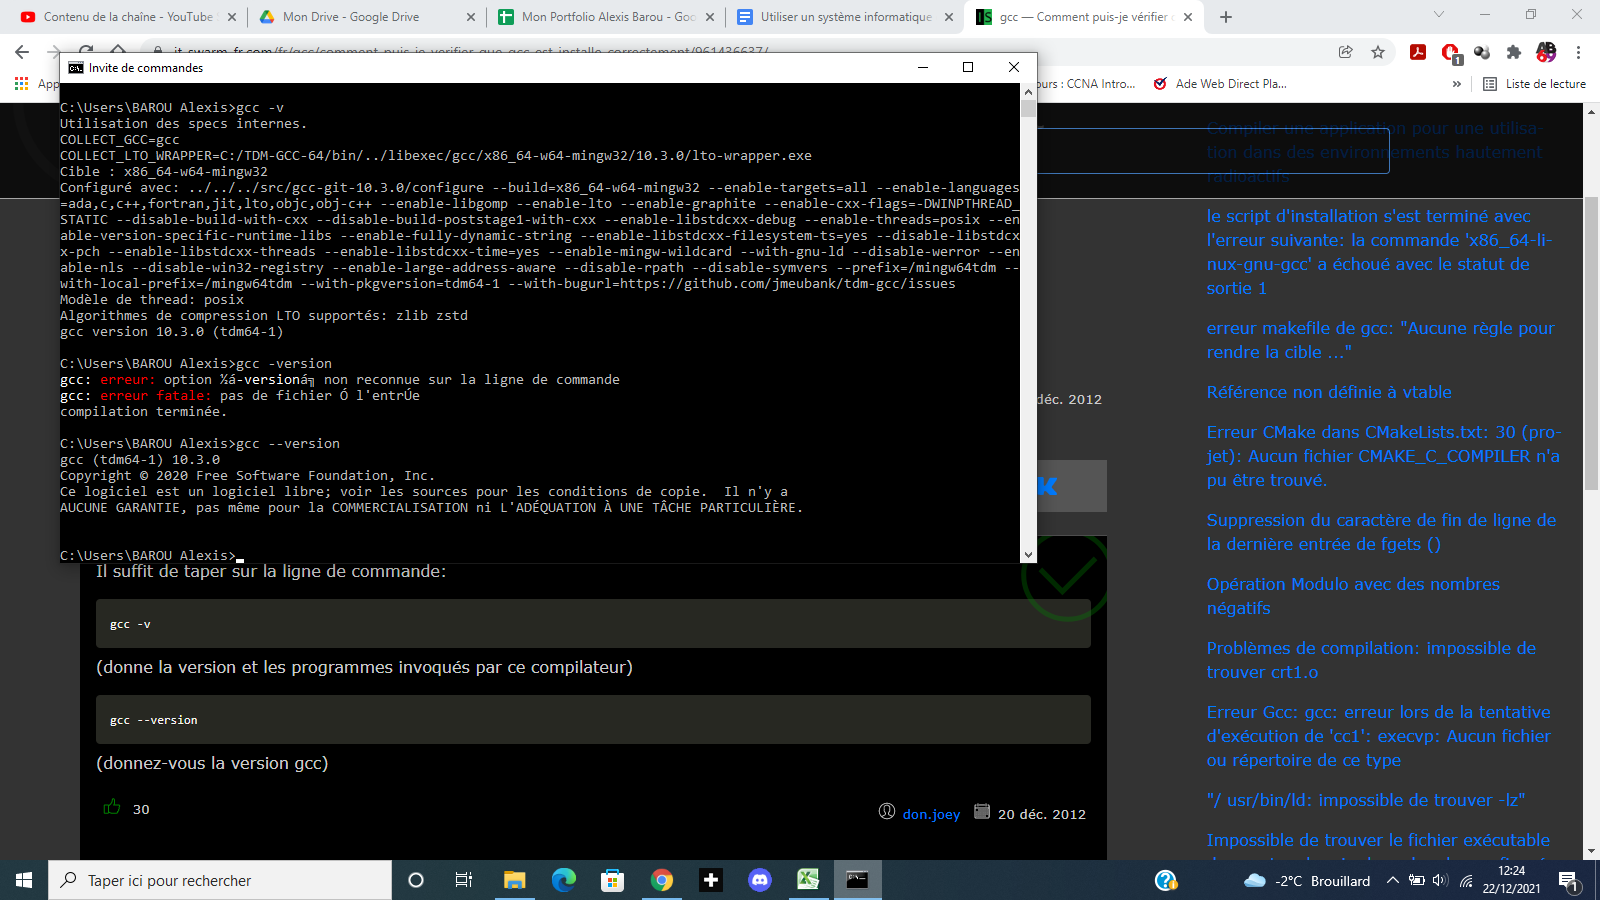 Contenu de la chaîne - YouTube
Mon Drive - Google Drive
Mon Portfolio Alexis Barou - Goo
Utiliser un système informatique
gcc — Comment puis-je vérifier
Invite de commandes
App
ours : CCNA Intro...
Ade Web Direct Pla...
»
Liste de lecture
C:\Users\BAROU Alexis>gcc -v
Utilisation des specs internes.
COLLECT_GCC=gcc
COLLECT_LTO_WRAPPER=C:/TDM-GCC-64/bin/../libexec/gcc/x86_64-w64-mingw32/10.3.0/lto-wrapper.exe
Cible : x86_64-w64-mingw32
Configuré avec: ../../../src/gcc-git-10.3.0/configure --build=x86_64-w64-mingw32 --enable-targets=all --enable-languages
=ada,c,c++,fortran,jit,lto,objc,obj-c++ --enable-libgomp --enable-lto --enable-graphite --enable-cxx-flags=-DWINPTHREAD_
STATIC --disable-build-with-cxx --disable-build-poststage1-with-cxx --enable-libstdcxx-debug --enable-threads=posix --en
able-version-specific-runtime-libs --enable-fully-dynamic-string --enable-libstdcxx-filesystem-ts=yes --disable-libstdcx
x-pch --enable-libstdcxx-threads --enable-libstdcxx-time=yes --enable-mingw-wildcard --with-gnu-ld --disable-werror --en
able-nls --disable-win32-registry --enable-large-address-aware --disable-rpath --disable-symvers --prefix=/mingw64tdm --
with-local-prefix=/mingw64tdm --with-pkgversion=tdm64-1 --with-bugurl=https://github.com/jmeubank/tdm-gcc/issues
Modèle de thread: posix
Algorithmes de compression LTO supportés: zlib zstd
gcc version 10.3.0 (tdm64-1)
C:\Users\BAROU Alexis>gcc -version
gcc: erreur: option ½á-versioná╗ non reconnue sur la ligne de commande
gcc: erreur fatale: pas de fichier Ó l'entrÚe
compilation terminée.
C:\Users\BAROU Alexis>gcc --version
gcc (tdm64-1) 10.3.0
Copyright © 2020 Free Software Foundation, Inc.
Ce logiciel est un logiciel libre; voir les sources pour les conditions de copie.  Il n'y a
AUCUNE GARANTIE, pas même pour la COMMERCIALISATION ni L'ADÉQUATION À UNE TÂCHE PARTICULIÈRE.
C:\Users\BAROU Alexis>
déc. 2012
Il suffit de taper sur la ligne de commande:
gcc -v
(donne la version et les programmes invoqués par ce compilateur)
gcc --version
(donnez-vous la version gcc)
30
don.joey
20 déc. 2012
Compiler une application pour une utilisa-
tion dans des environnements hautement
radioactifs
le script d'installation s'est terminé avec
l'erreur suivante: la commande 'x86_64-li-
nux-gnu-gcc' a échoué avec le statut de
sortie 1
erreur makefile de gcc: "Aucune règle pour
rendre la cible ..."
Référence non définie à vtable
Erreur CMake dans CMakeLists.txt: 30 (pro-
jet): Aucun fichier CMAKE_C_COMPILER n'a
pu être trouvé.
Suppression du caractère de fin de ligne de
la dernière entrée de fgets ()
Opération Modulo avec des nombres
négatifs
Problèmes de compilation: impossible de
trouver crt1.o
Erreur Gcc: gcc: erreur lors de la tentative
d'exécution de 'cc1': execvp: Aucun fichier
ou répertoire de ce type
"/ usr/bin/ld: impossible de trouver -lz"
Impossible de trouver le fichier exécutable
Taper ici pour rechercher
-2°C Brouillard
12:24
22/12/2021
1